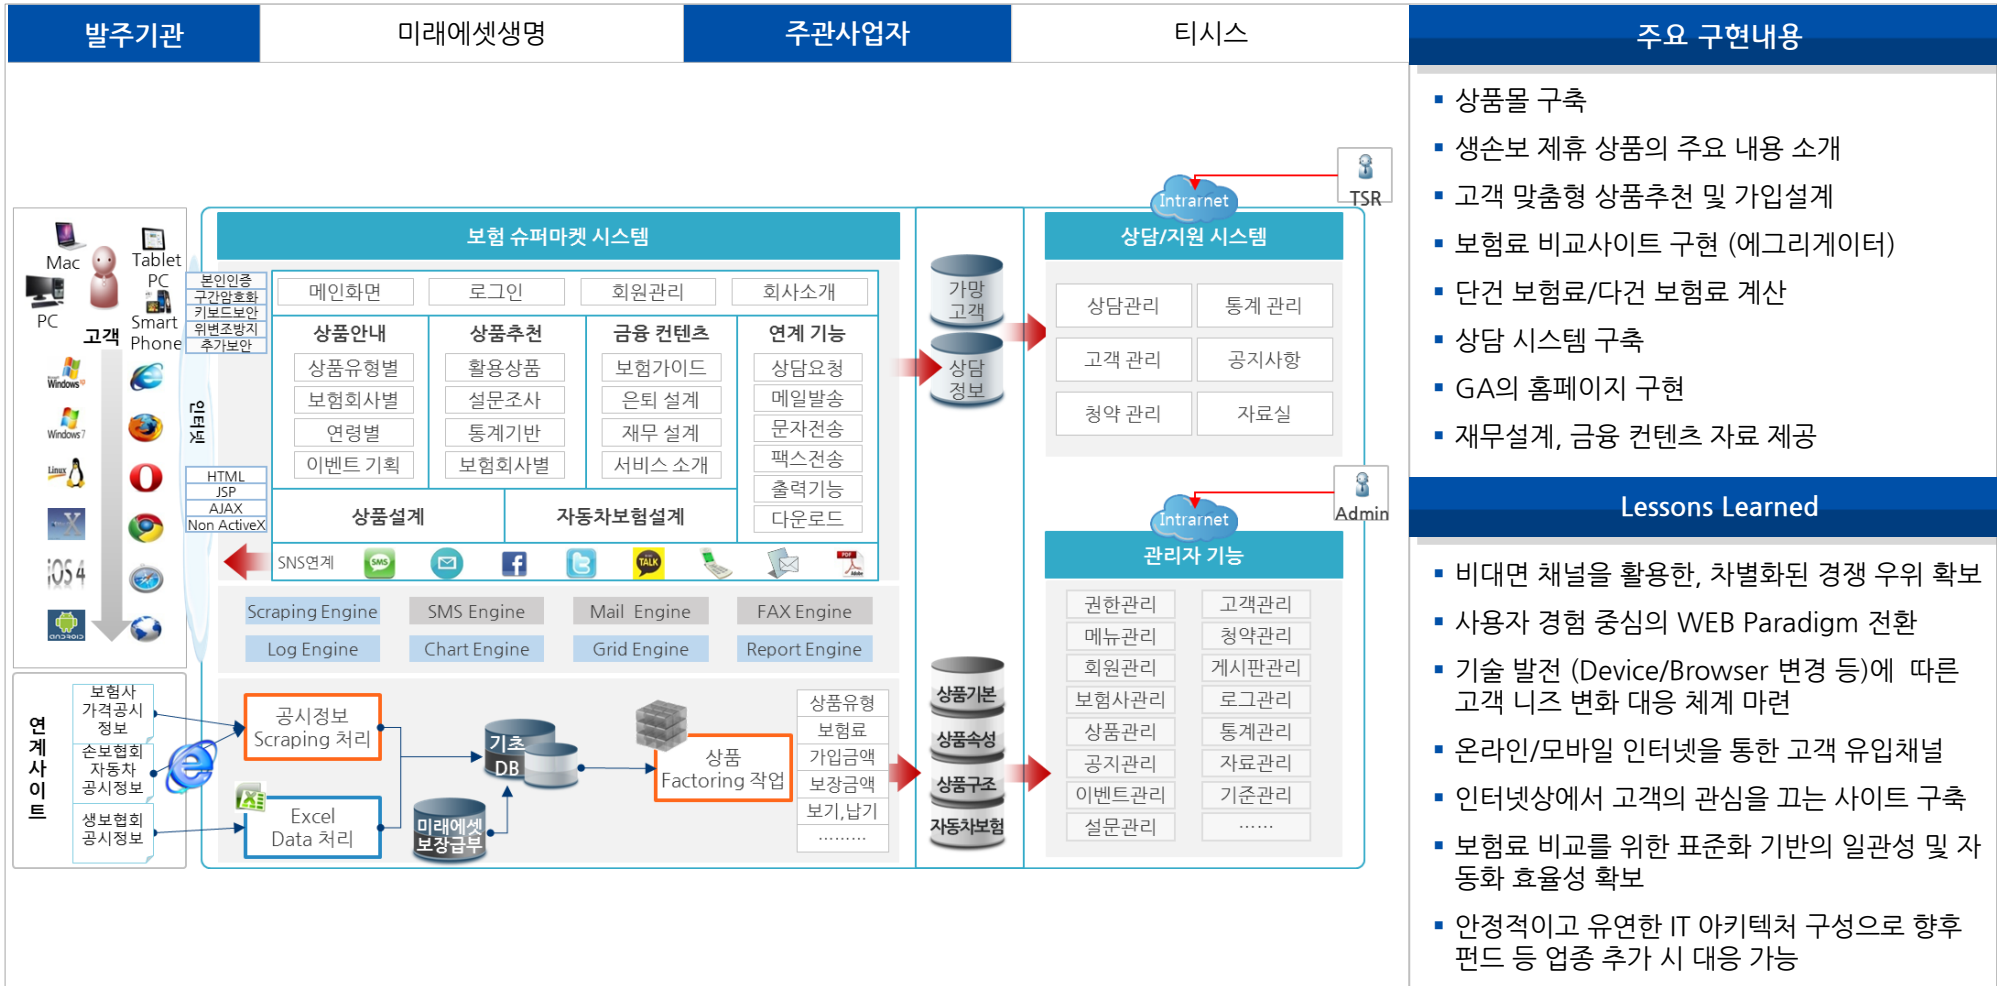 발주기관
미래에셋생명
주관사업자
티시스
주요 구현내용
상품몰 구축
생손보 제휴 상품의 주요 내용 소개
고객 맞춤형 상품추천 및 가입설계
보험료 비교사이트 구현 (에그리게이터)
단건 보험료/다건 보험료 계산
상담 시스템 구축
GA의 홈페이지 구현
재무설계, 금융 컨텐츠 자료 제공
Lessons Learned
비대면 채널을 활용한, 차별화된 경쟁 우위 확보
사용자 경험 중심의 WEB Paradigm 전환
기술 발전 (Device/Browser 변경 등)에 따른
고객 니즈 변화 대응 체계 마련
온라인/모바일 인터넷을 통한 고객 유입채널
인터넷상에서 고객의 관심을 끄는 사이트 구축
보험료 비교를 위한 표준화 기반의 일관성 및 자
동화 효율성 확보
안정적이고 유연한 IT 아키텍처 구성으로 향후
펀드 등 업종 추가 시 대응 가능
Mac
Tablet
PC
PC
Smart
Phone
고객
Windows
Windows 7
Linux
X
iOS 4
ANDROID
본인인증
구간암호화
키보드보안
위변조방지
추가보안
인터넷
HTML
JSP
AJAX
Non ActiveX
보험 슈퍼마켓 시스템
메인화면
로그인
회원관리
회사소개
상품안내
상품유형별
보험회사별
연령별
이벤트 기획
상품추천
활용상품
설문조사
통계기반
보험회사별
금융 컨텐츠
보험가이드
은퇴 설계
재무 설계
서비스 소개
연계 기능
상담요청
메일발송
문자전송
팩스전송
출력기능
다운로드
상품설계
자동차보험설계
SNS연계
SMS
TALK
PDF
Adobe
Scraping Engine
SMS Engine
Mail Engine
FAX Engine
Log Engine
Chart Engine
Grid Engine
Report Engine
연계사이트
보험사
가격공시
정보
손보협회
자동차
공시정보
생보협회
공시정보
공시정보
Scraping 처리
Excel
Data 처리
기초
DB
미래에셋
보장급부
상품
Factoring 작업
상품유형
보험료
가입금액
보장금액
보기,납기
………
가망
고객
상담
정보
상품기본
상품속성
상품구조
자동차보험
TSR
Intrarnet
상담/지원 시스템
상담관리
통계 관리
고객 관리
공지사항
청약 관리
자료실
Admin
Intrarnet
관리자 기능
권한관리
고객관리
메뉴관리
청약관리
회원관리
게시판관리
보험사관리
로그관리
상품관리
통계관리
공지관리
자료관리
이벤트관리
기준관리
설문관리
……